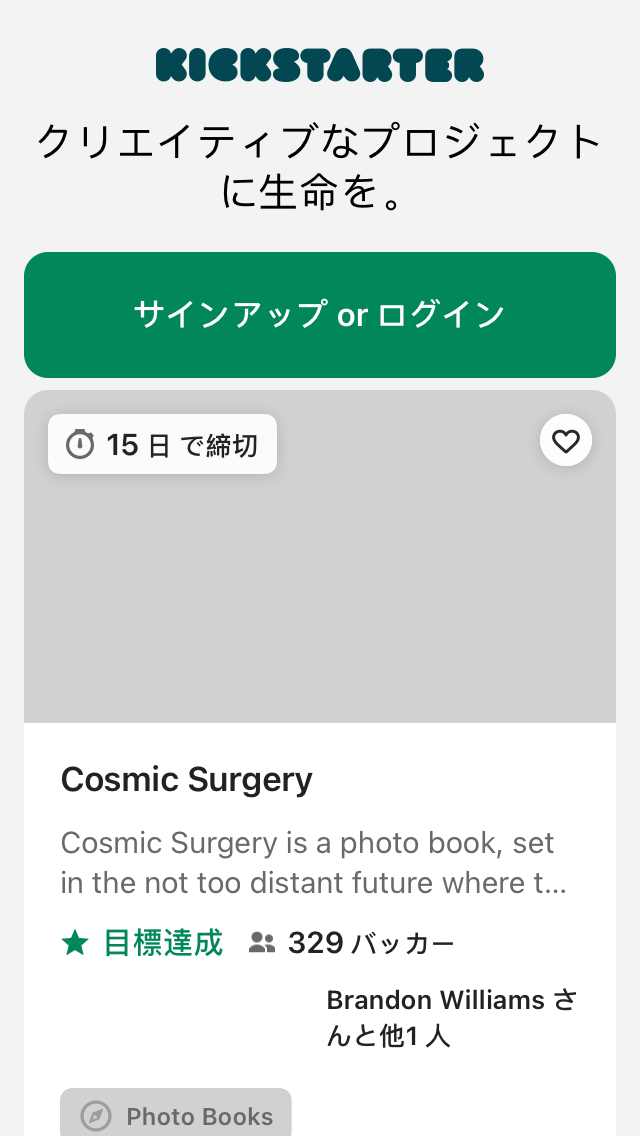 KICKSTARTER
クリエイティブなプロジェクト
に生命を。
サインアップ or ログイン
15 日 で締切
Cosmic Surgery
Cosmic Surgery is a photo book, set
in the not too distant future where t...
目標達成 329 バッカー
Brandon Williams さ
んと他1 人
Photo Books